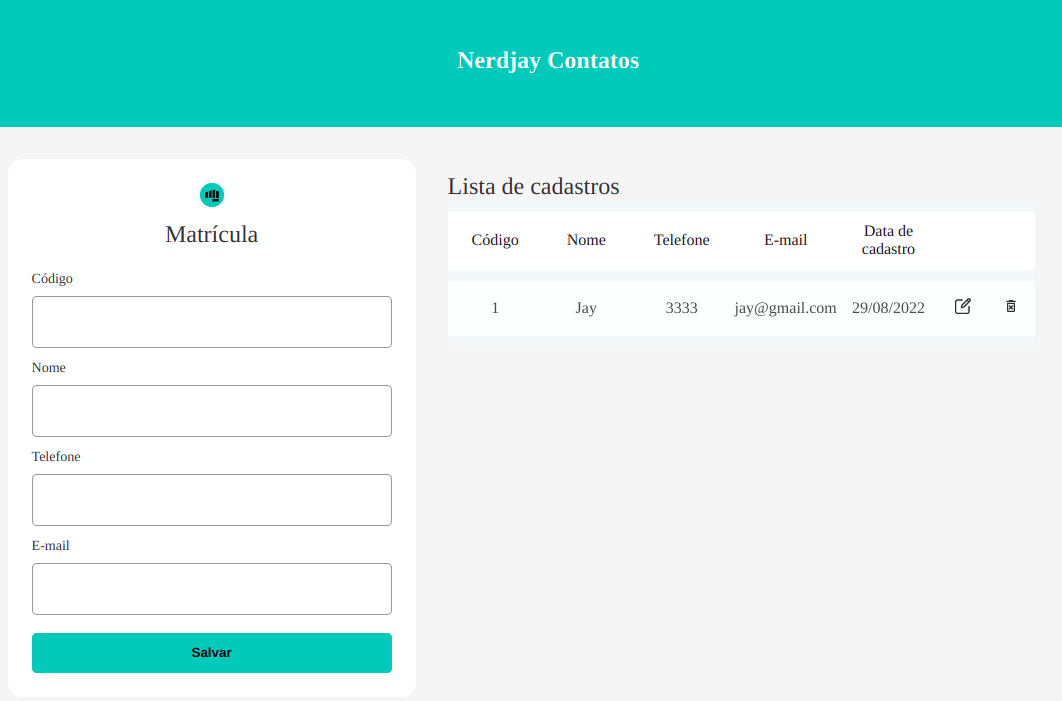 Nerdjay Contatos
Matrícula
Código
Nome
Telefone
E-mail
Salvar
Lista de cadastros
Código Nome Telefone E-mail Data de
cadastro
1 Jay 3333 jay@gmail.com 29/08/2022